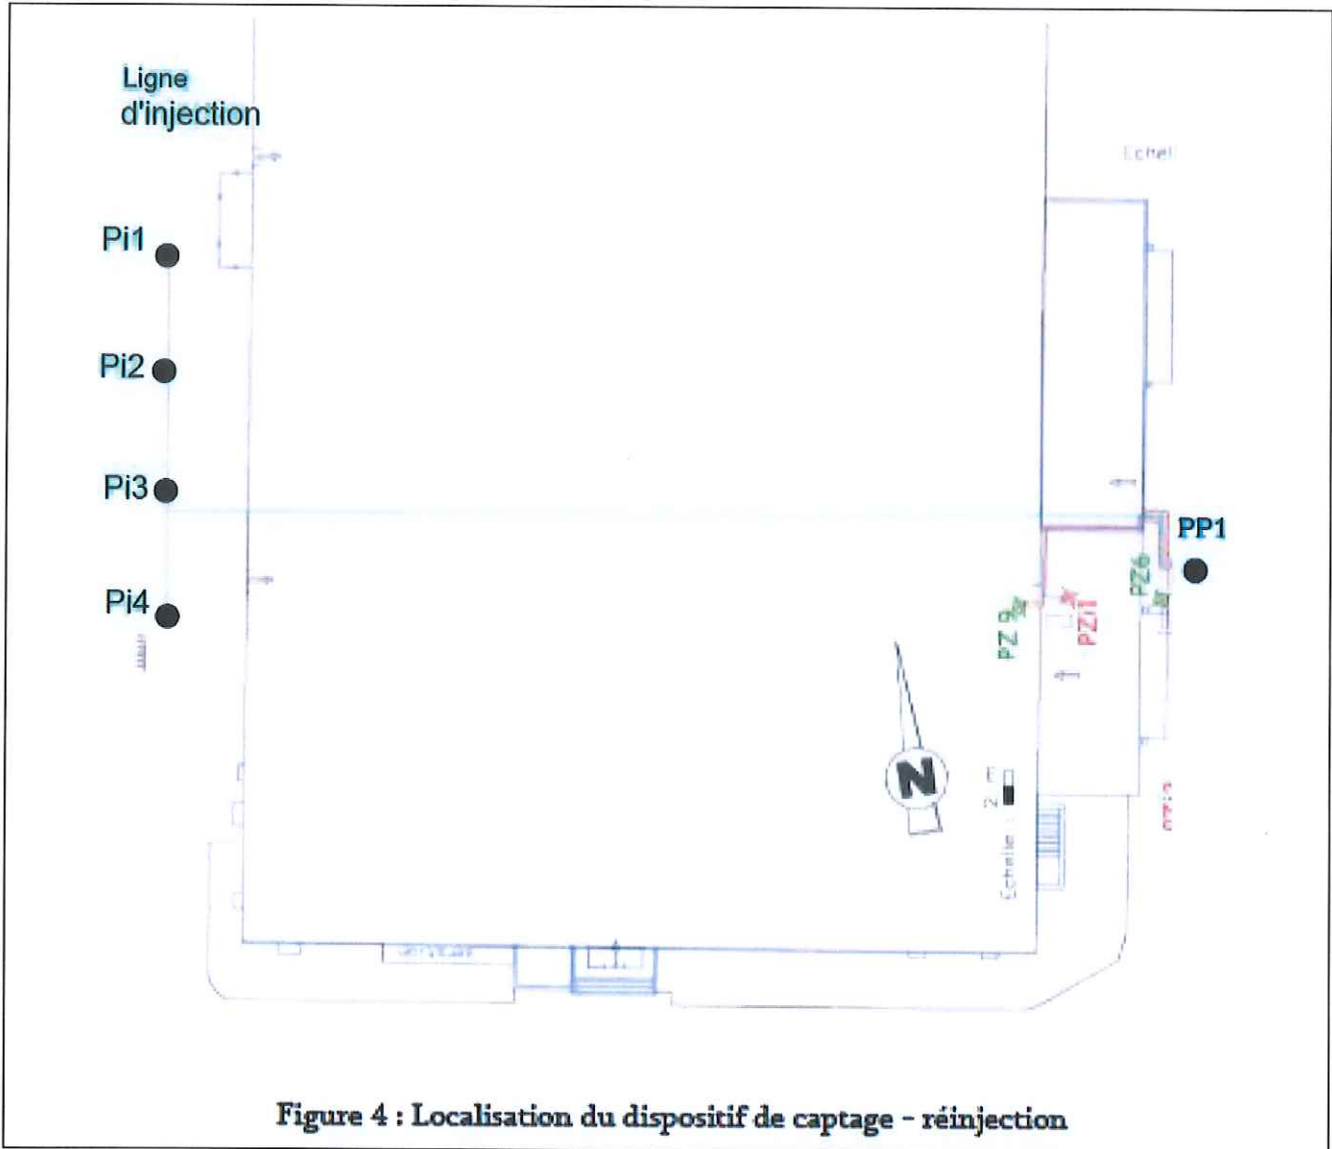 Ligne
d'injection
Echel
Pi1
Pi2
Pi3
PP1
PZ6
Pi4
PZ 9
PZi1
N
Echelle : 2 m
Figure 4 : Localisation du dispositif de captage - réinjection